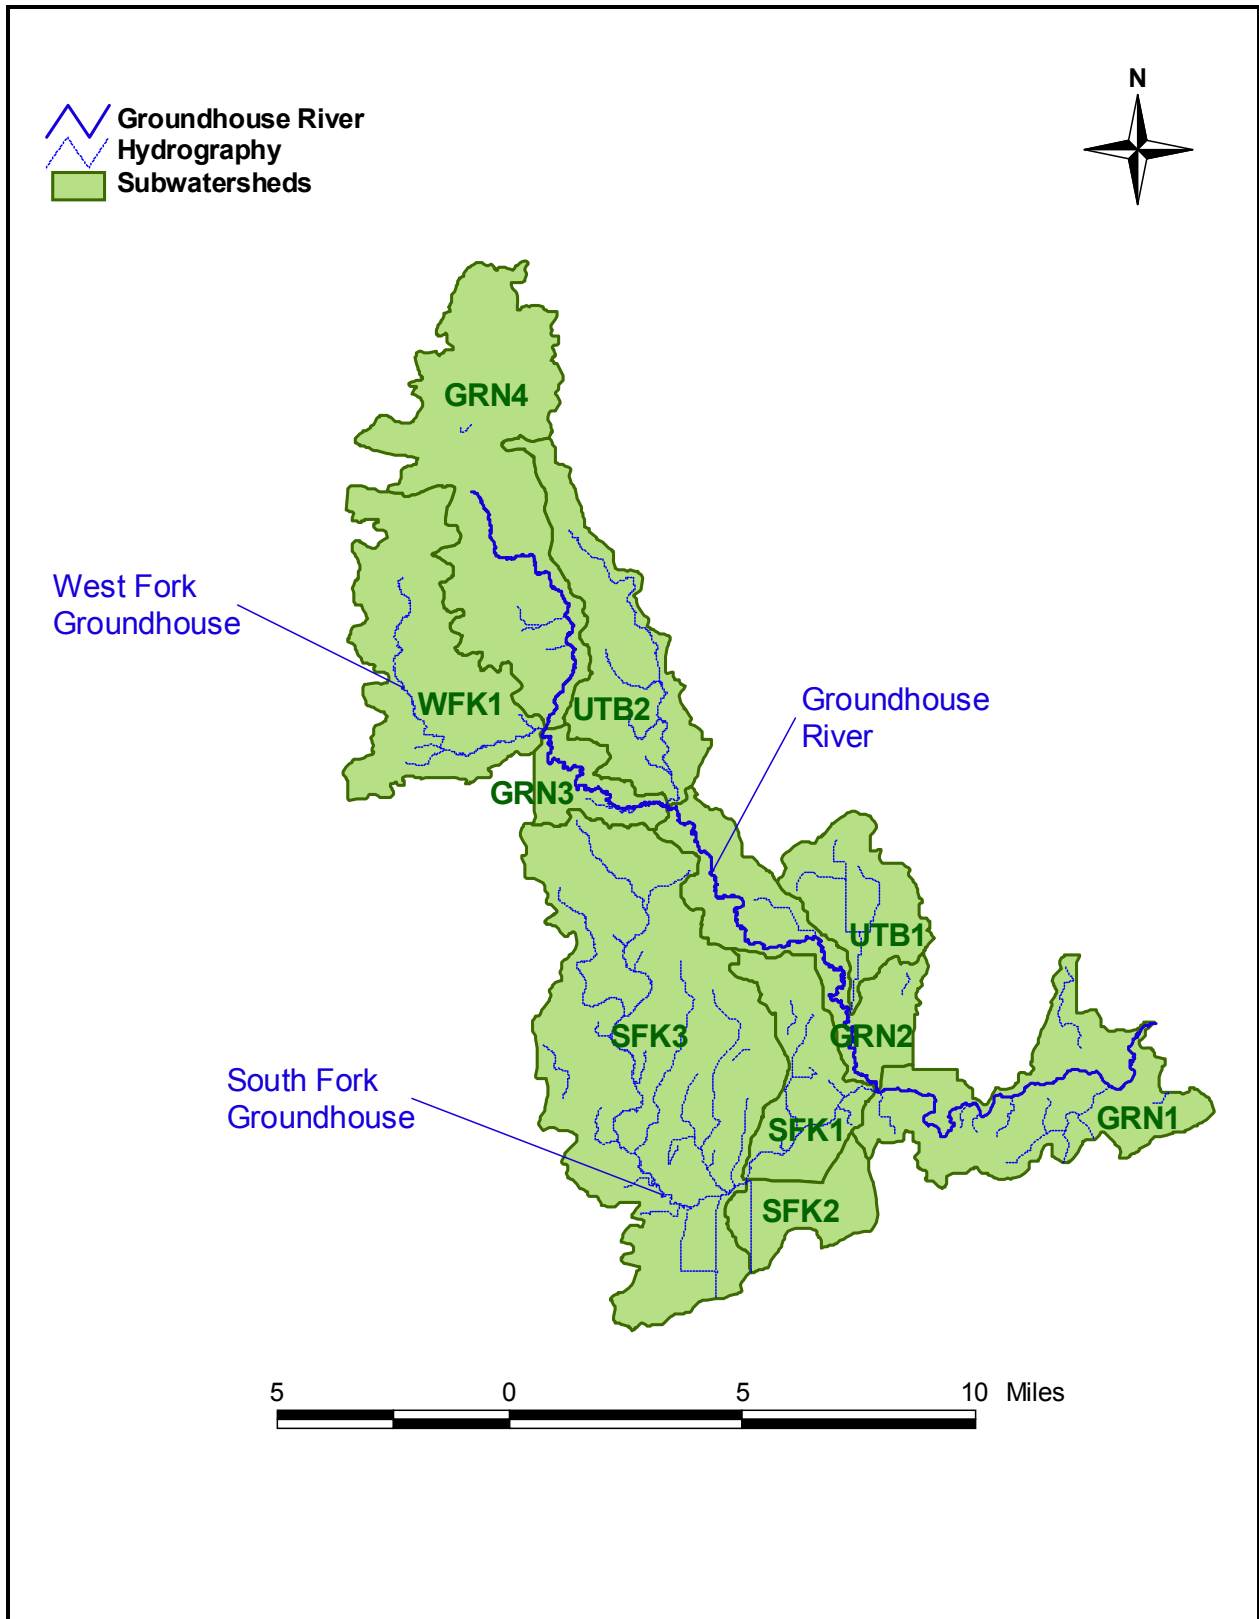 N
Groundhouse River
Hydrography
Subwatersheds
GRN4
West Fork
Groundhouse
WFK1
UTB2
Groundhouse
River
GRN3
UTB1
SFK3
GRN2
South Fork
Groundhouse
SFK1
GRN1
SFK2
5 0 5 10 Miles